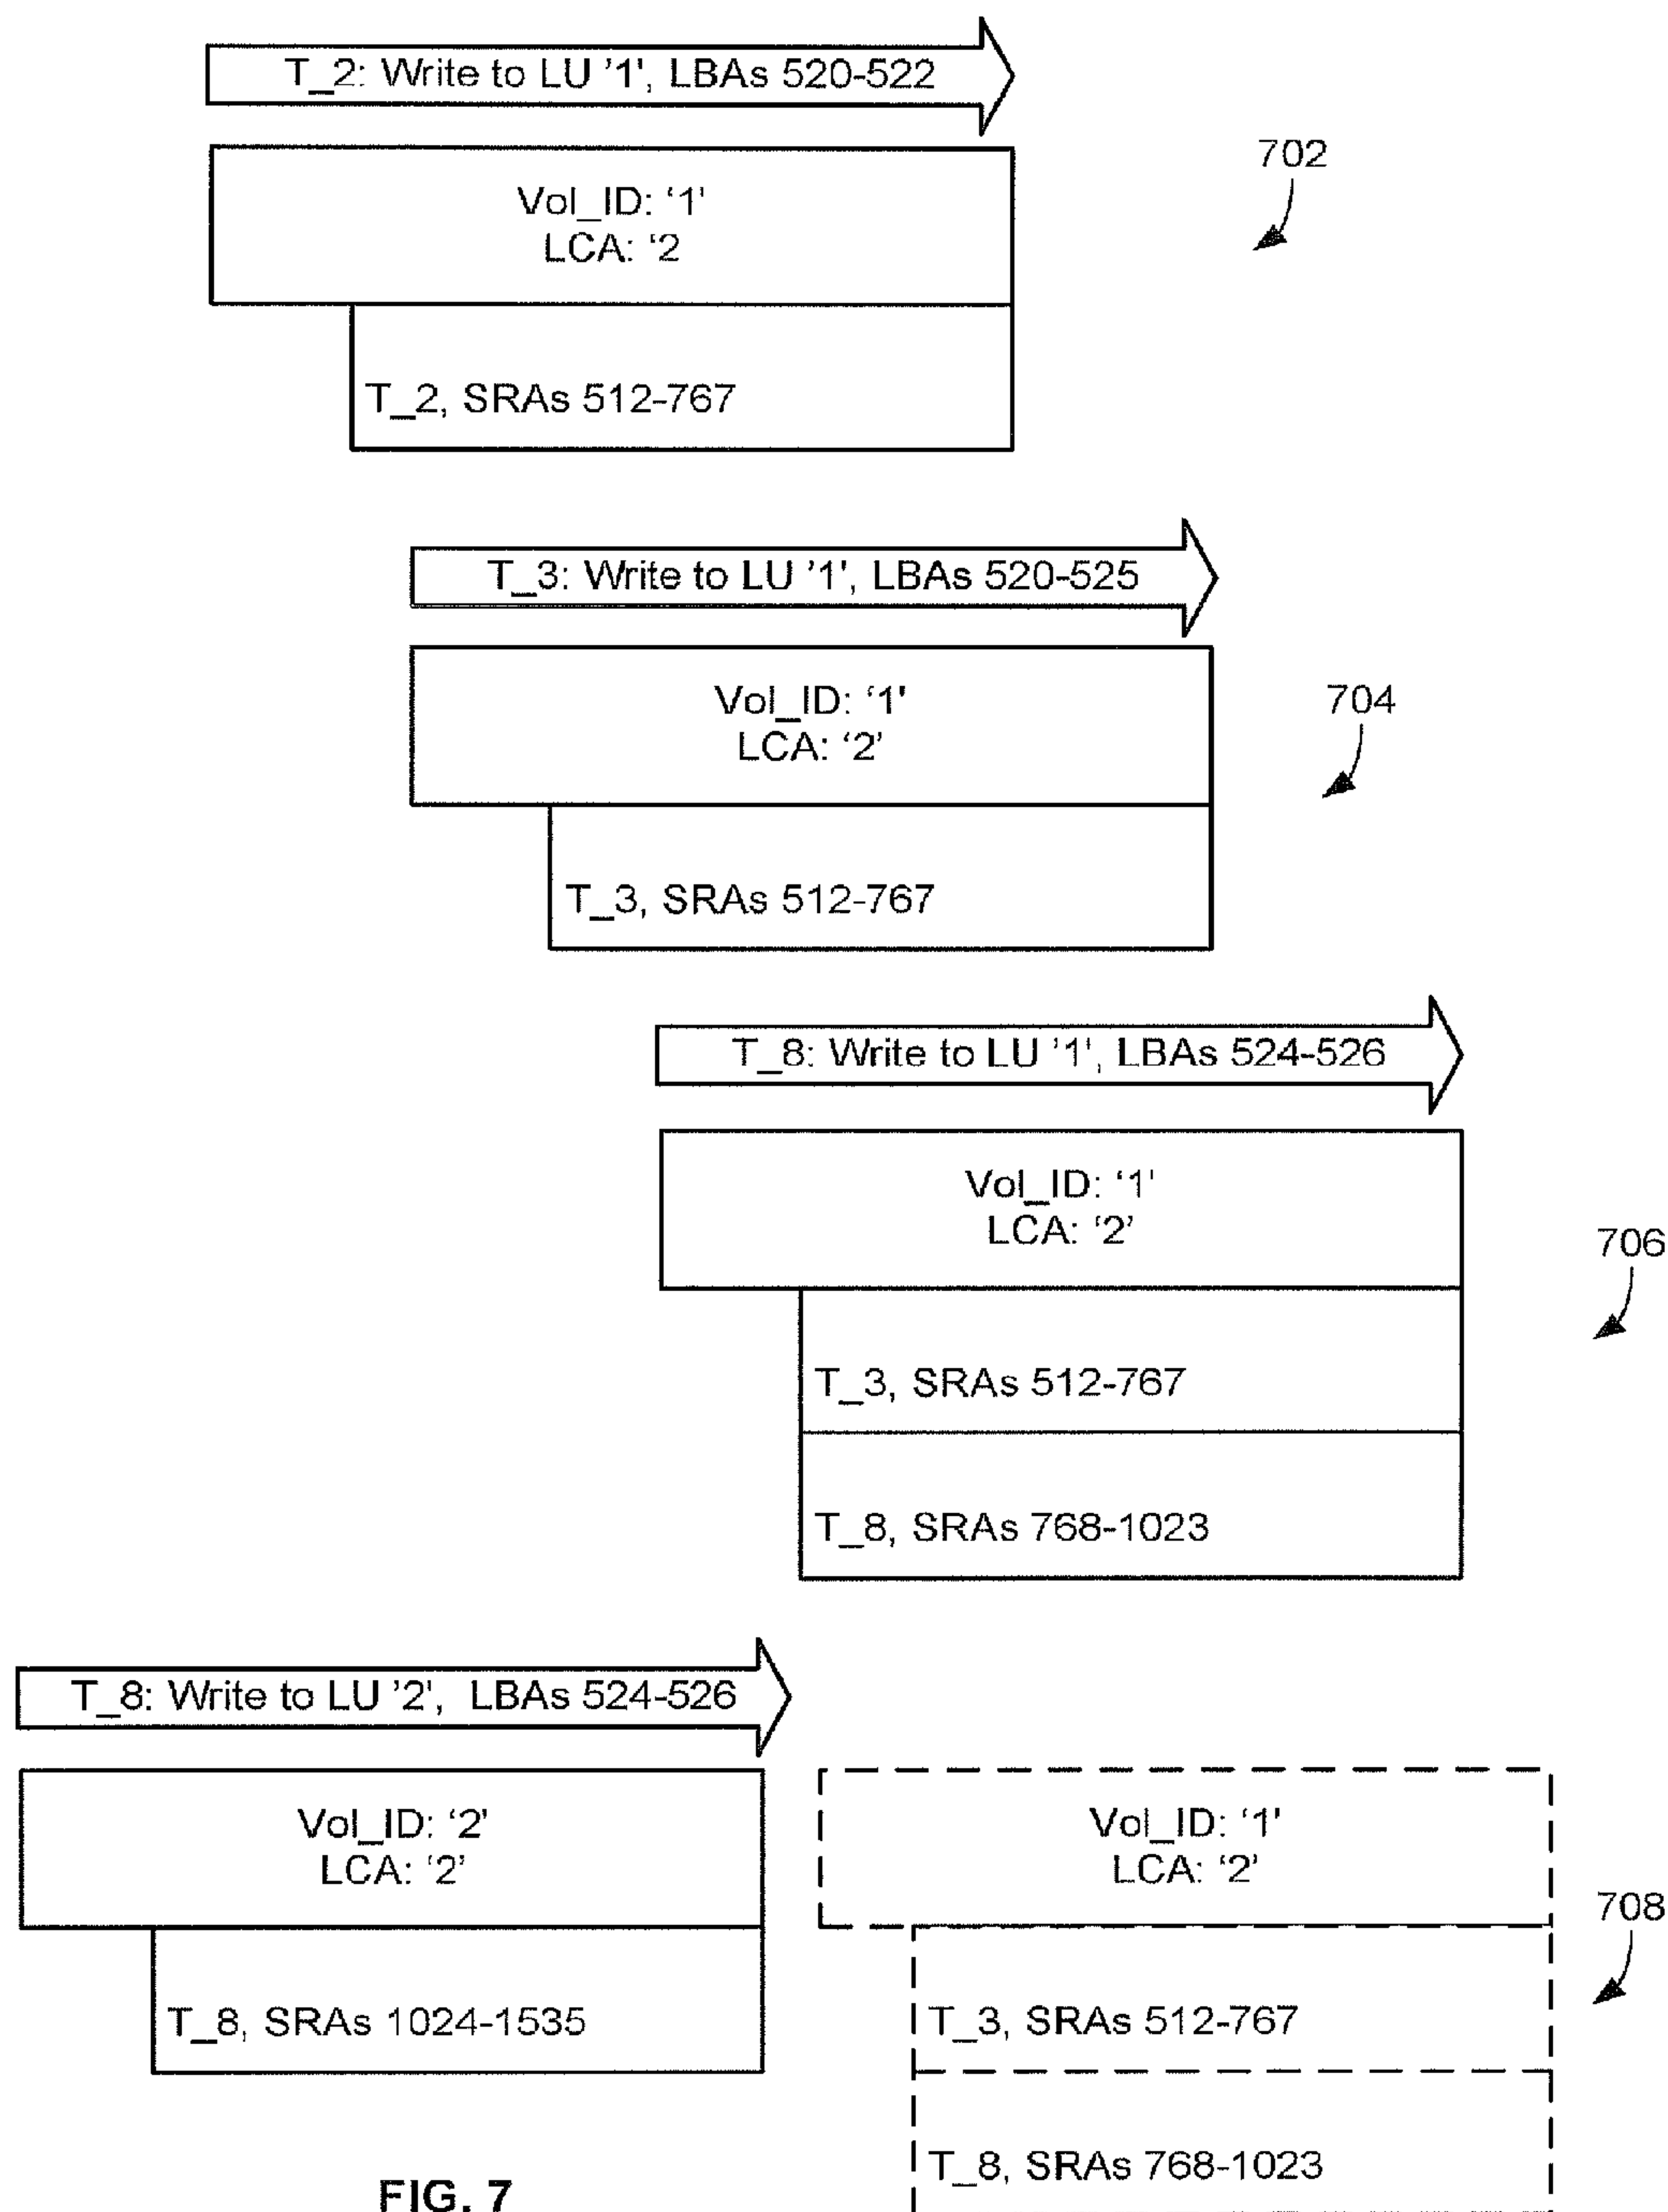 T_2: Write to LU '1', LBAs 520-522
702
Vol_ID: ‘1'
LCA: ‘2
T_2, SRAs 512-767
T_3: Write to LU '1', LBAs 520-525
704
Vol_ID: ‘1'
LCA: ‘2’
T_3, SRAs 512-767
T_8: Write to LU '1', LBAs 524-526
Vol_ID: ‘1'
LCA: ‘2’
706
T_3, SRAs 512-767
T_8, SRAs 768-1023
T_8: Write to LU '2', LBAs 524-526
Vol_ID: ‘2’
LCA: ‘2’
T_8, SRAs 1024-1535
Vol_ID: ‘1'
LCA: ‘2’
708
T_3, SRAs 512-767
T_8, SRAs 768-1023
FIG. 7